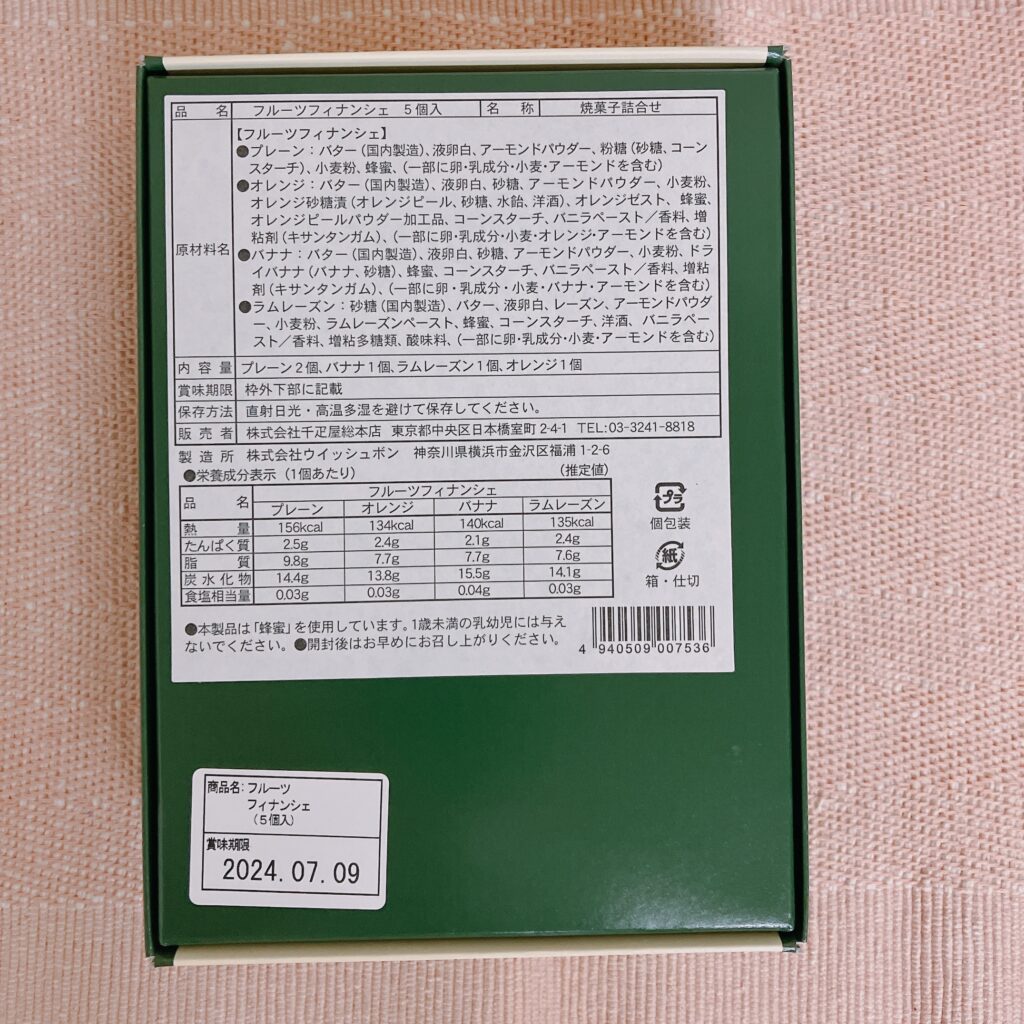 品 名 フルーツフィナンシェ 5個入 名 称 焼菓子詰合せ
原材料名
【フルーツフィナンシェ】
●プレーン：バター（国内製造）、液卵白、アーモンドパウダー、粉糖（砂糖、コーン
スターチ）、小麦粉、蜂蜜、（一部に卵・乳成分・小麦・アーモンドを含む）
●オレンジ：バター（国内製造）、液卵白、砂糖、アーモンドパウダー、小麦粉、
オレンジ砂糖漬（オレンジピール、砂糖、水飴、洋酒）、オレンジゼスト、蜂蜜、
オレンジピールパウダー加工品、コーンスターチ、バニラペースト／香料、増
粘剤（キサンタンガム）、（一部に卵・乳成分・小麦・オレンジ・アーモンドを含む）
●バナナ：バター（国内製造）、液卵白、砂糖、アーモンドパウダー、小麦粉、ドラ
イバナナ（バナナ、砂糖）、蜂蜜、コーンスターチ、バニラペースト／香料、増粘
剤（キサンタンガム）、（一部に卵・乳成分・小麦・バナナ・アーモンドを含む）
●ラムレーズン：砂糖（国内製造）、バター、液卵白、レーズン、アーモンドパウダ
ー、小麦粉、ラムレーズンペースト、蜂蜜、コーンスターチ、洋酒、バニラペー
スト／香料、増粘多糖類、酸味料、（一部に卵・乳成分・小麦・アーモンドを含む）
内 容 量 プレーン2個、バナナ1個、ラムレーズン1個、オレンジ1個
賞味期限 枠外下部に記載
保存方法 直射日光・高温多湿を避けて保存してください。
販 売 者 株式会社千疋屋総本店 東京都中央区日本橋室町2-4-1 TEL:03-3241-8818
製 造 所 株式会社ウイッシュボン 神奈川県横浜市金沢区福浦1-2-6
●栄養成分表示（1個あたり） （推定値）
品 名 フルーツフィナンシェ
プレーン オレンジ バナナ ラムレーズン
熱 量 156kcal 134kcal 140kcal 135kcal
たんぱく質 2.5g 2.4g 2.1g 2.4g
脂 質 9.8g 7.7g 7.7g 7.6g
炭水化物 14.4g 13.8g 15.5g 14.1g
食塩相当量 0.03g 0.03g 0.04g 0.03g
プラ
個包装
紙
箱・仕切
●本製品は「蜂蜜」を使用しています。1歳未満の乳幼児には与え
ないでください。●開封後はお早めにお召し上がりください。
4 940509 007536
商品名：フルーツ
フィナンシェ
（5個入）
賞味期限
2024.07.09